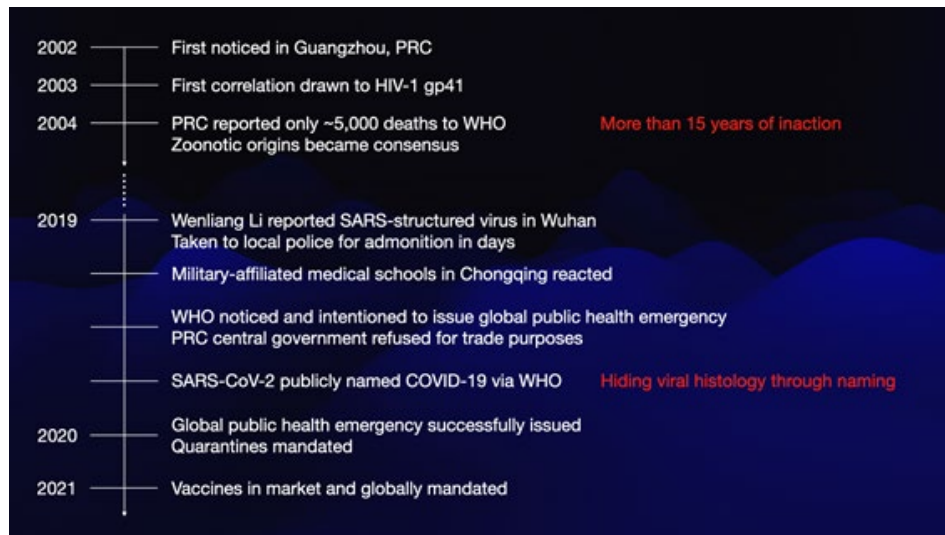 2002 First noticed in Guangzhou, PRC
2003 First correlation drawn to HIV-1 gp41
2004 PRC reported only ~5,000 deaths to WHO More than 15 years of inaction
Zoonotic origins became consensus
2019 Wenliang Li reported SARS-structured virus in Wuhan
Taken to local police for admonition in days
Military-affiliated medical schools in Chongqing reacted
WHO noticed and intentioned to issue global public health emergency
PRC central government refused for trade purposes
SARS-CoV-2 publicly named COVID-19 via WHO Hiding viral histology through naming
Global public health emergency successfully issued
2020 Quarantines mandated
2021 Vaccines in market and globally mandated